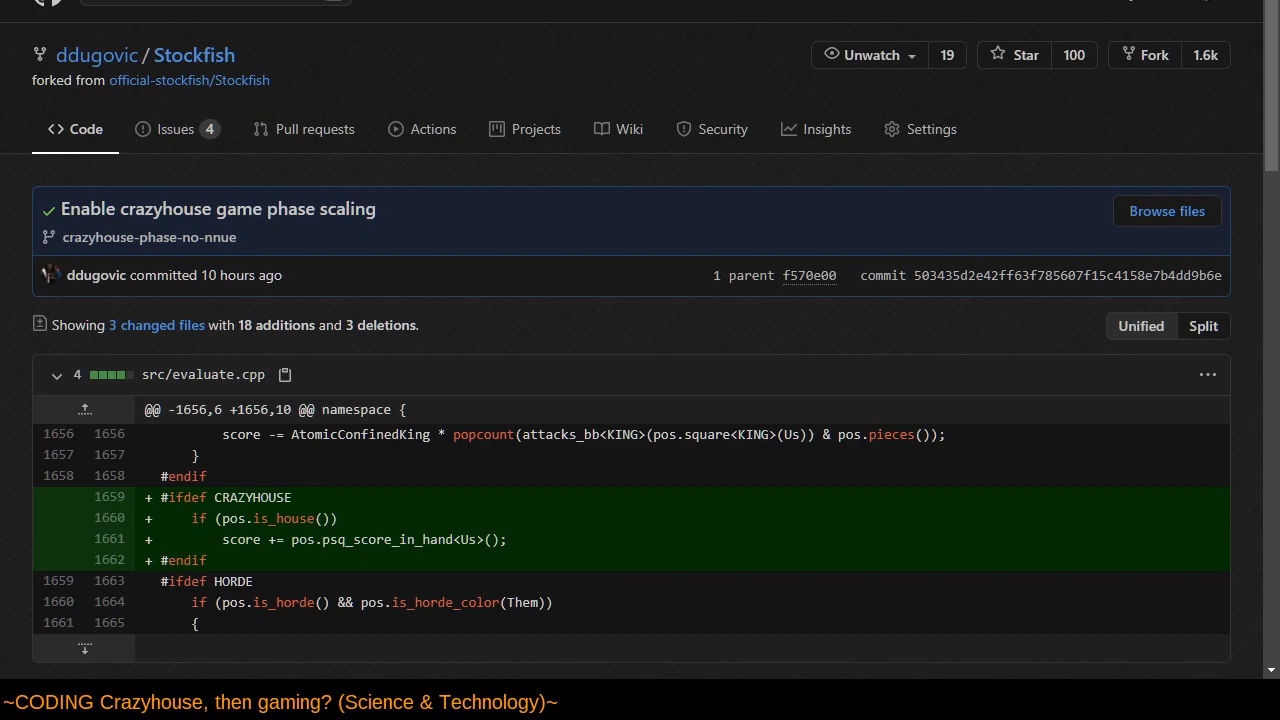 ddugovic / Stockfish
Unwatch 19 Star 100 Fork 1.6k
forked from official-stockfish/Stockfish
Code Issues 4 Pull requests Actions Projects Wiki Security Insights Settings
Enable crazyhouse game phase scaling
Browse files
crazyhouse-phase-no-nnue
ddugovic committed 10 hours ago 1 parent f570e00 commit 503435d2e42ff63f785607f15c4158e7b4dd9b6e
Showing 3 changed files with 18 additions and 3 deletions.
Unified Split
4 src/evaluate.cpp
@@ -1656,6 +1656,10 @@ namespace {
1656 1656 score -= AtomicConfinedKing * popcount(attacks_bb<KING>(pos.square<KING>(Us)) & pos.pieces());
1657 1657 }
1658 1658 #endif
1659 + #ifdef CRAZYHOUSE
1660 + if (pos.is_house())
1661 + score += pos.psq_score_in_hand<Us>();
1662 + #endif
1659 1663 #ifdef HORDE
1660 1664 if (pos.is_horde() && pos.is_horde_color(Them))
1661 1665 {
~CODING Crazyhouse, then gaming? (Science & Technology)~